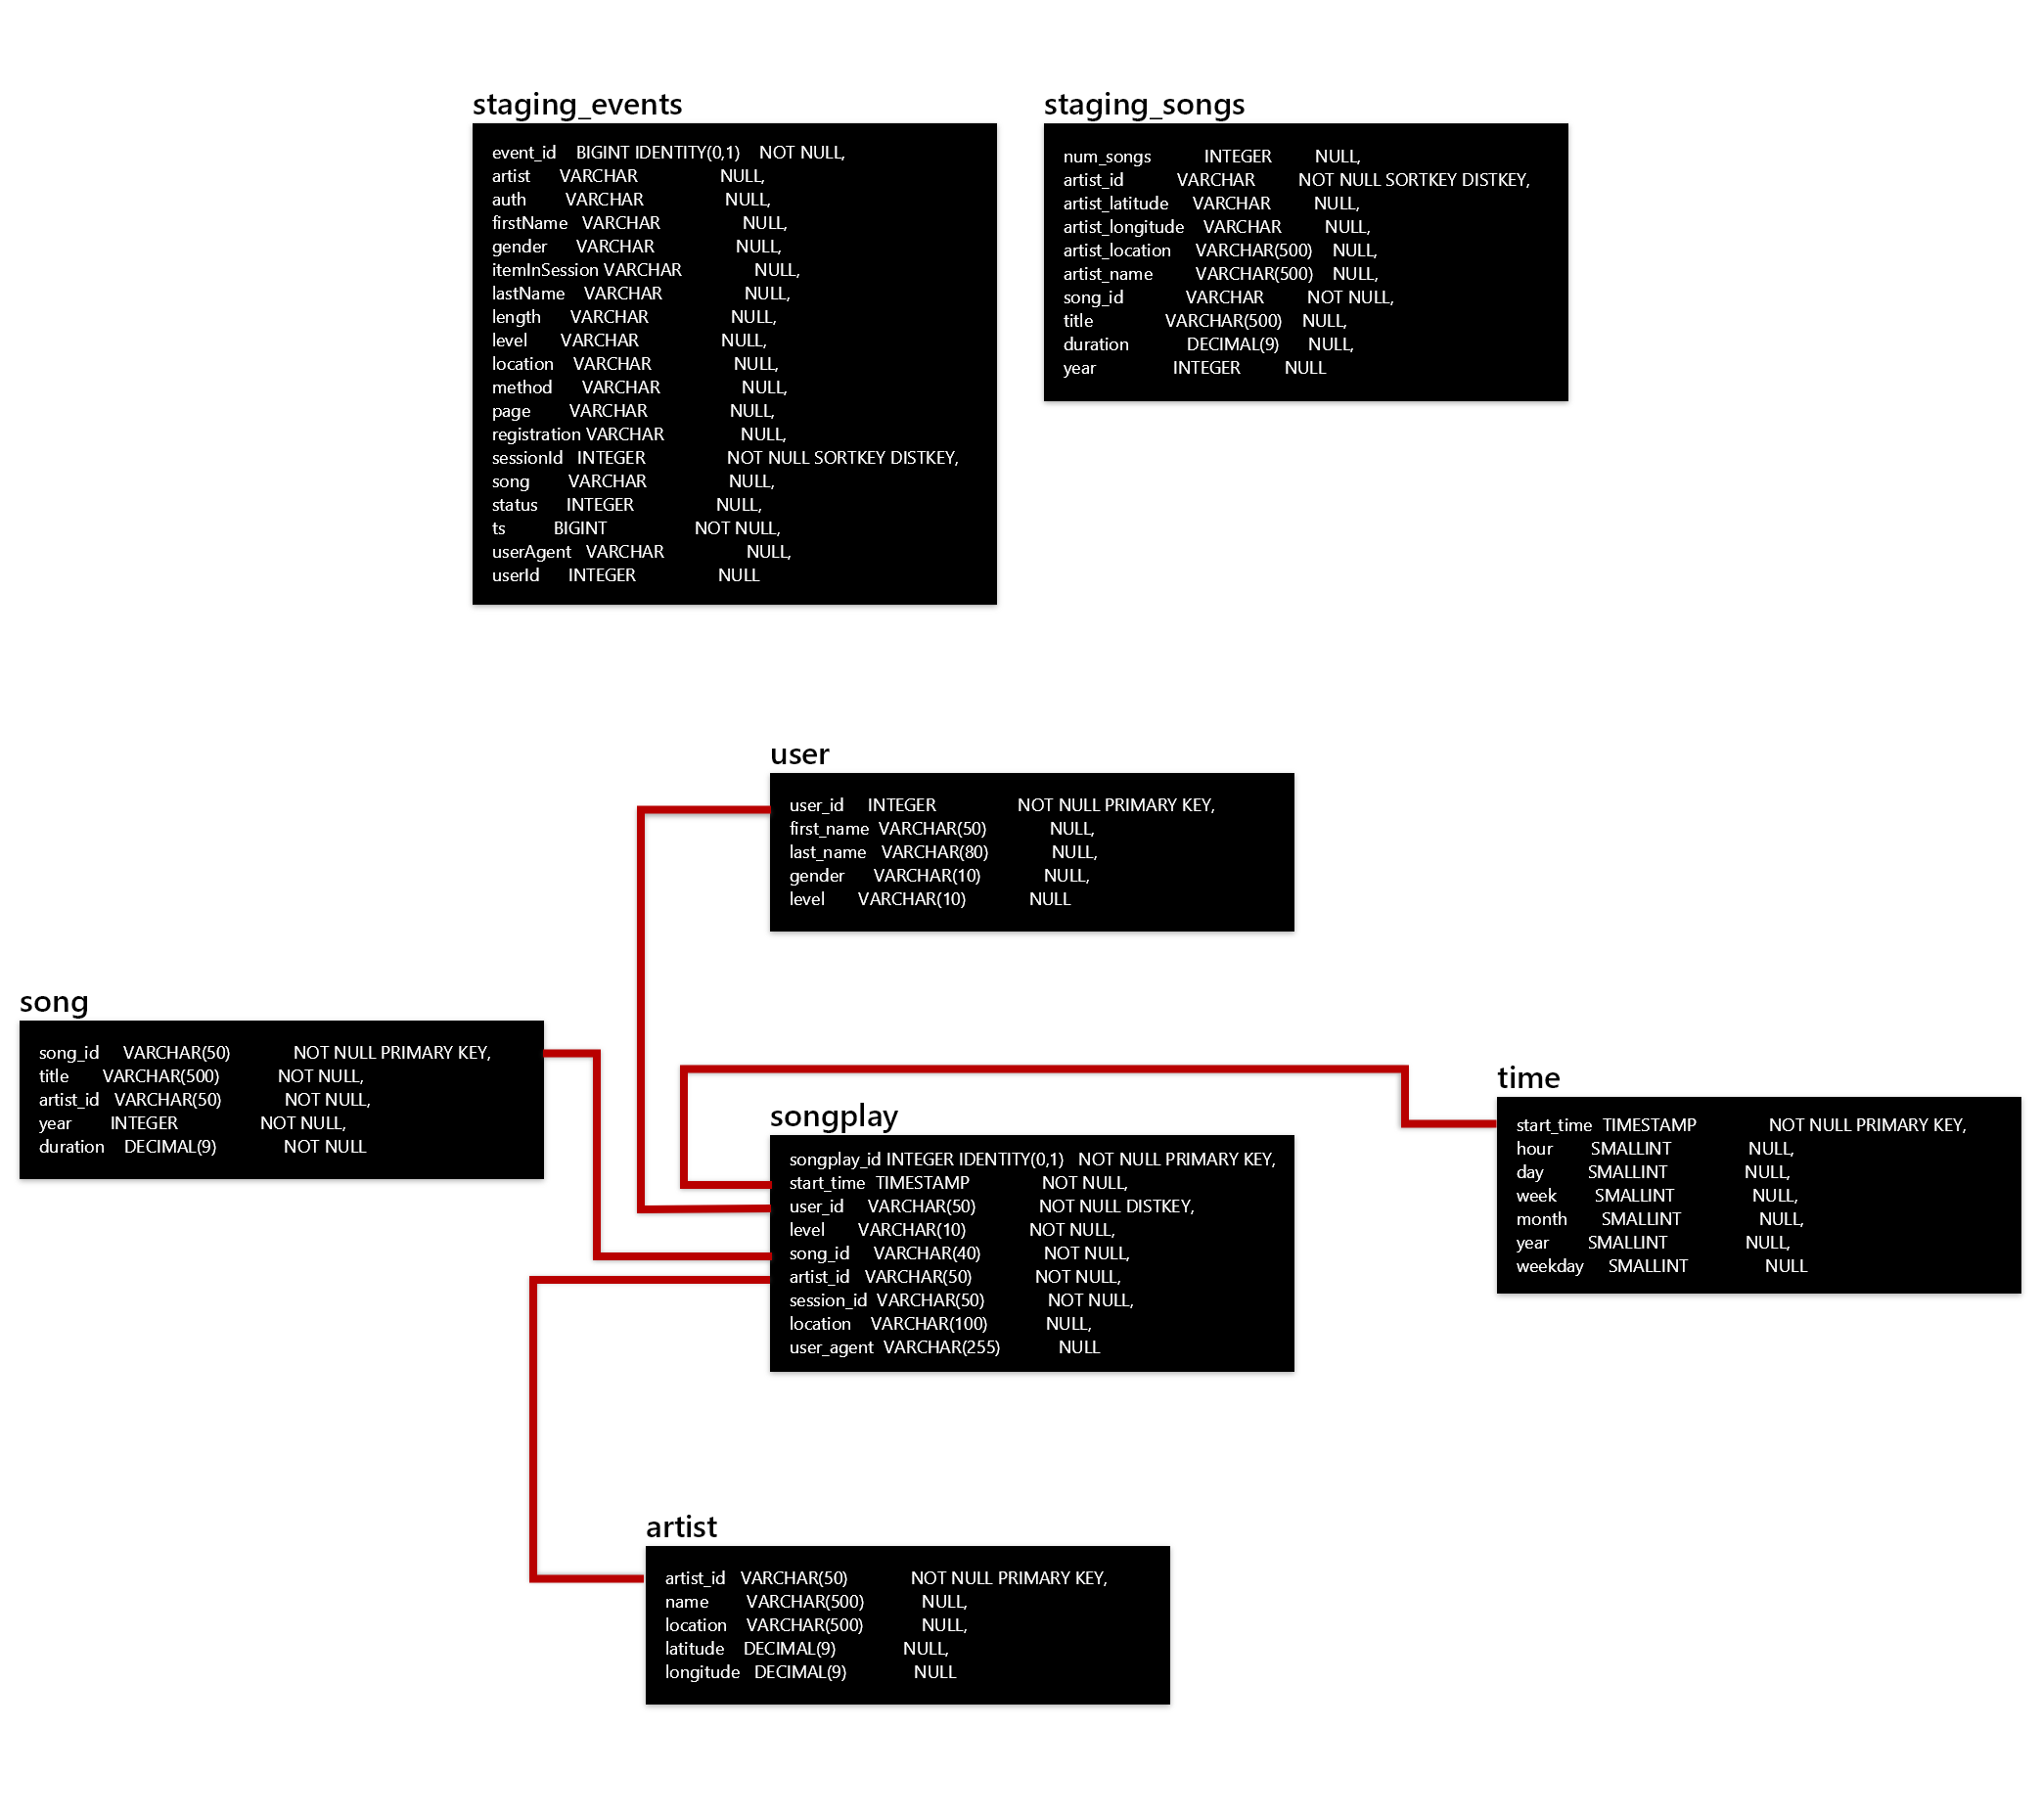 staging_events
event_id BIGINT IDENTITY(0,1) NOT NULL,
artist VARCHAR NULL,
auth VARCHAR NULL,
firstName VARCHAR NULL,
gender VARCHAR NULL,
itemInSession VARCHAR NULL,
lastName VARCHAR NULL,
length VARCHAR NULL,
level VARCHAR NULL,
location VARCHAR NULL,
method VARCHAR NULL,
page VARCHAR NULL,
registration VARCHAR NULL,
sessionId INTEGER NOT NULL SORTKEY DISTKEY,
song VARCHAR NULL,
status INTEGER NULL,
ts BIGINT NOT NULL,
userAgent VARCHAR NULL,
userId INTEGER NULL
staging_songs
num_songs INTEGER NULL,
artist_id VARCHAR NOT NULL SORTKEY DISTKEY,
artist_latitude VARCHAR NULL,
artist_longitude VARCHAR NULL,
artist_location VARCHAR(500) NULL,
artist_name VARCHAR(500) NULL,
song_id VARCHAR NOT NULL,
title VARCHAR(500) NULL,
duration DECIMAL(9) NULL,
year INTEGER NULL
user
user_id INTEGER NOT NULL PRIMARY KEY,
first_name VARCHAR(50) NULL,
last_name VARCHAR(80) NULL,
gender VARCHAR(10) NULL,
level VARCHAR(10) NULL
song
song_id VARCHAR(50) NOT NULL PRIMARY KEY,
title VARCHAR(500) NOT NULL,
artist_id VARCHAR(50) NOT NULL,
year INTEGER NOT NULL,
duration DECIMAL(9) NOT NULL
songplay
songplay_id INTEGER IDENTITY(0,1) NOT NULL PRIMARY KEY,
start_time TIMESTAMP NOT NULL,
user_id VARCHAR(50) NOT NULL DISTKEY,
level VARCHAR(10) NOT NULL,
song_id VARCHAR(40) NOT NULL,
artist_id VARCHAR(50) NOT NULL,
session_id VARCHAR(50) NOT NULL,
location VARCHAR(100) NULL,
user_agent VARCHAR(255) NULL
time
start_time TIMESTAMP NOT NULL PRIMARY KEY,
hour SMALLINT NULL,
day SMALLINT NULL,
week SMALLINT NULL,
month SMALLINT NULL,
year SMALLINT NULL,
weekday SMALLINT NULL
artist
artist_id VARCHAR(50) NOT NULL PRIMARY KEY,
name VARCHAR(500) NULL,
location VARCHAR(500) NULL,
latitude DECIMAL(9) NULL,
longitude DECIMAL(9) NULL